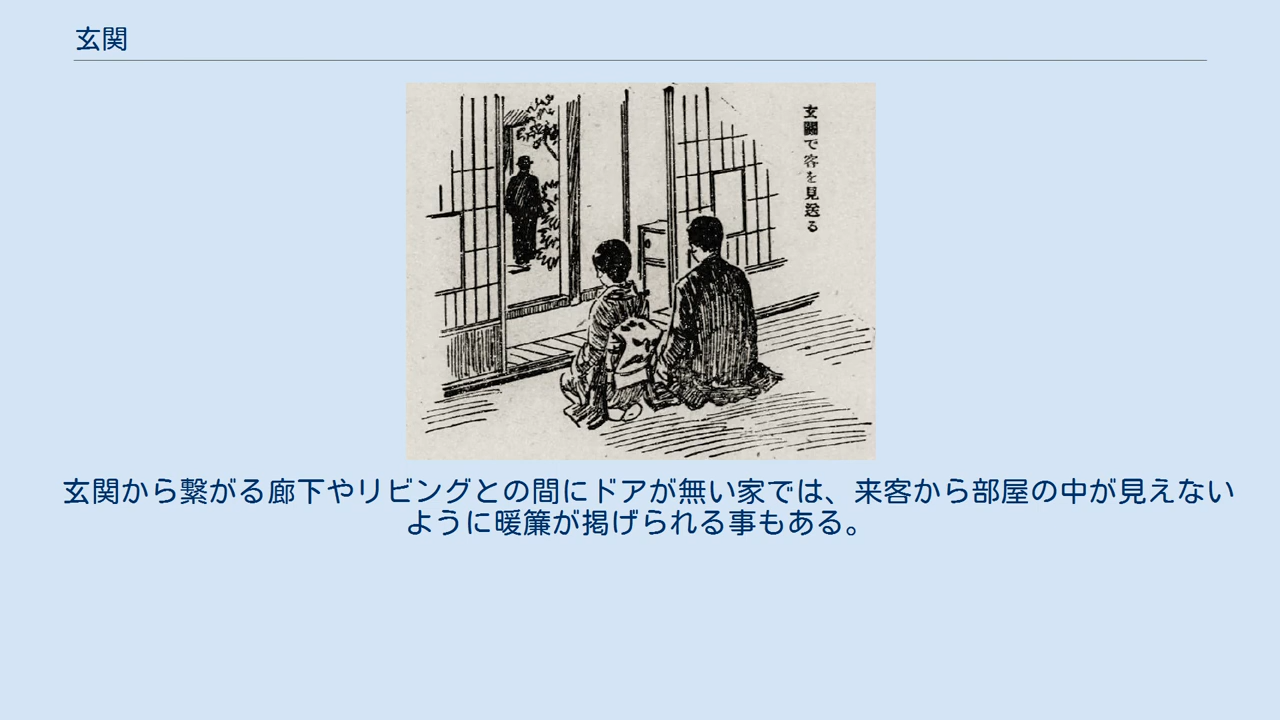 玄関
玄關で客を見送る
玄関から繋がる廊下やリビングとの間にドアが無い家では、来客から部屋の中が見えない
ように暖簾が掲げられる事もある。